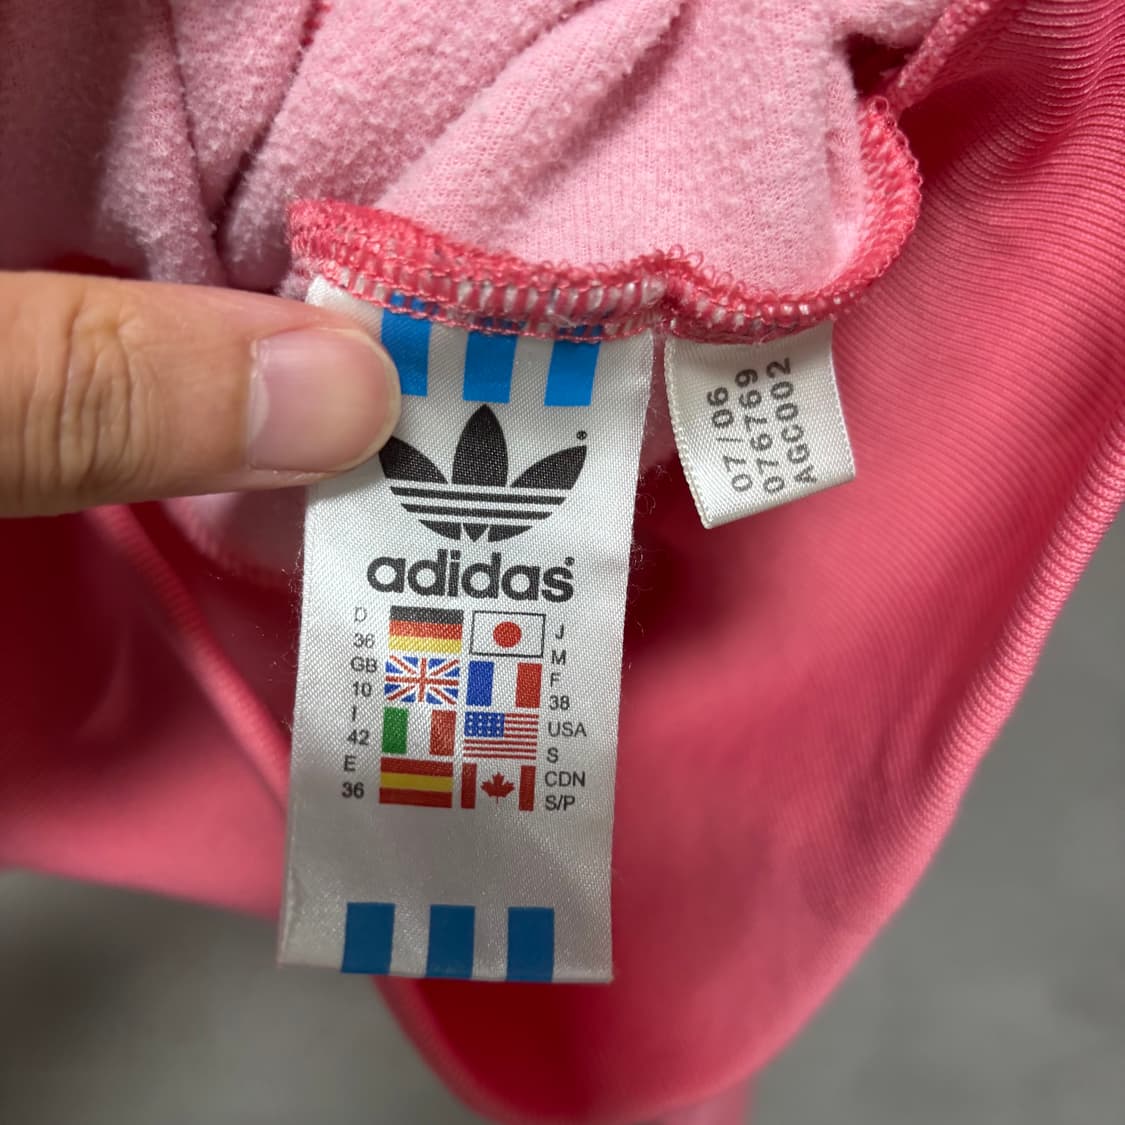 adidas
D
36
GB
10
I
42
E
36
J
M
F
38
USA
S
CDN
S/P
07/06
076769
AGC002